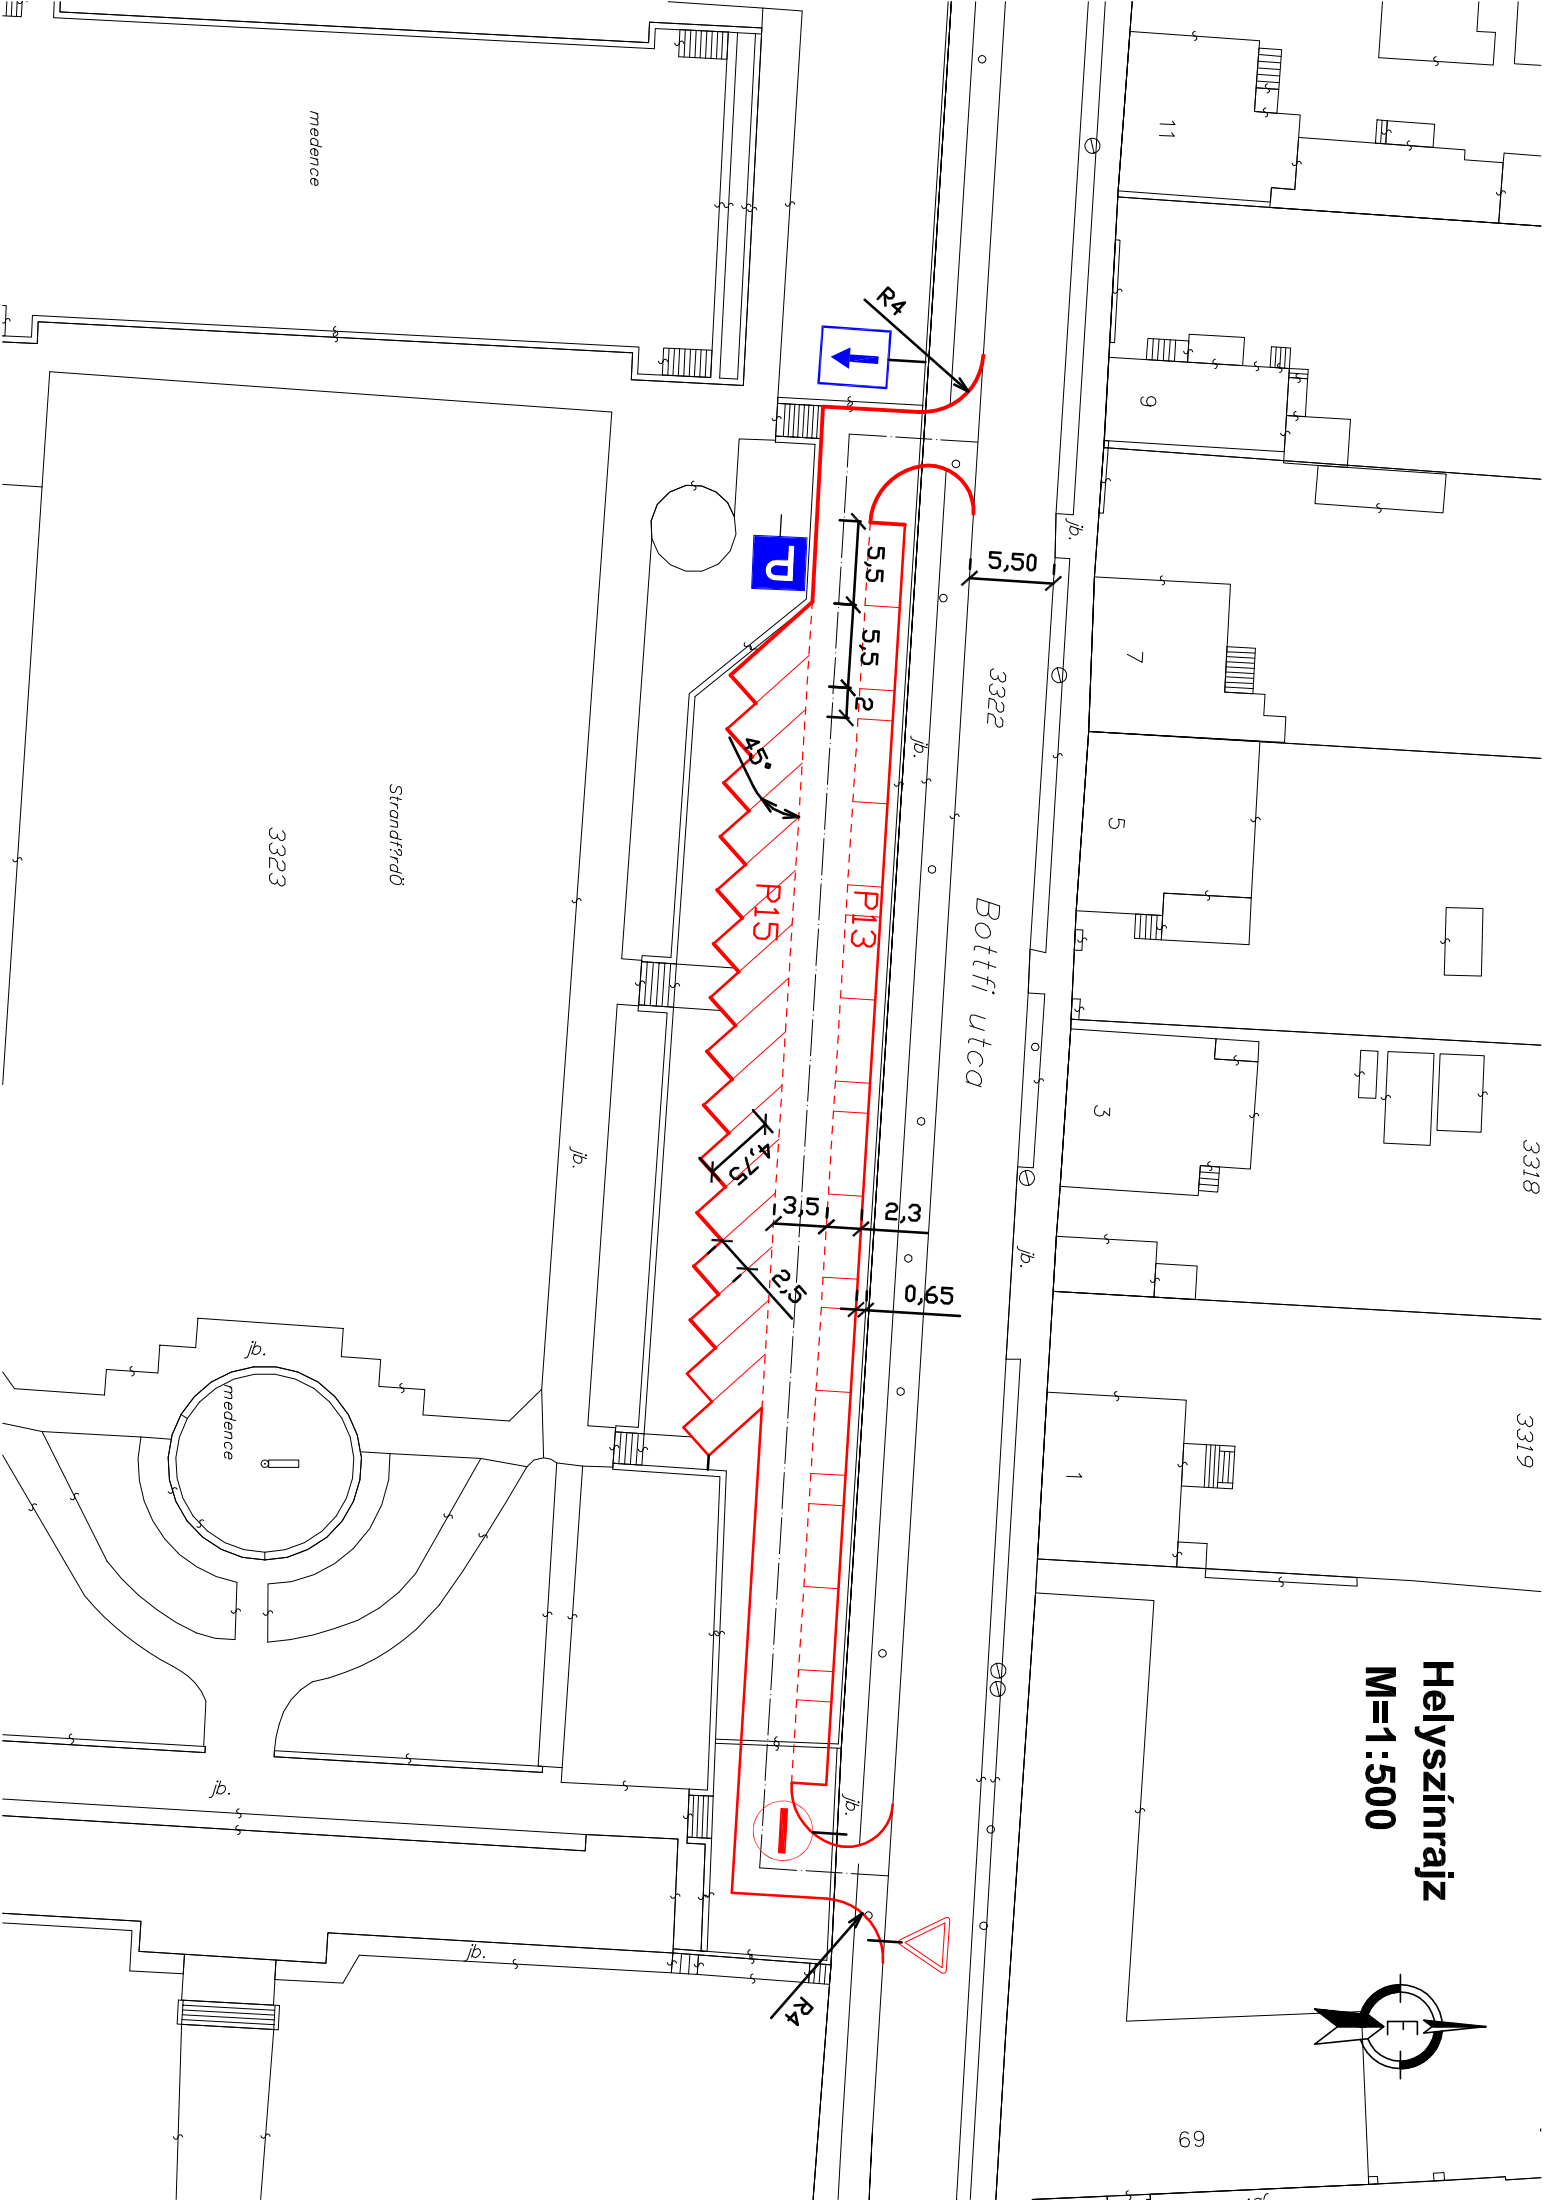 Helyszínrajz
M=1:500
É
3318
3319
11
9
7
5
3
1
69
jb.
jb.
5,50
3322
Bottfi utca
jb.
R4
P
5,5
5,5
2
45°
P15
P13
4,75
3,5
2,3
2,5
0,65
jb.
R4
medence
Strandf?rdő
3323
jb.
jb.
medence
jb.
jb.